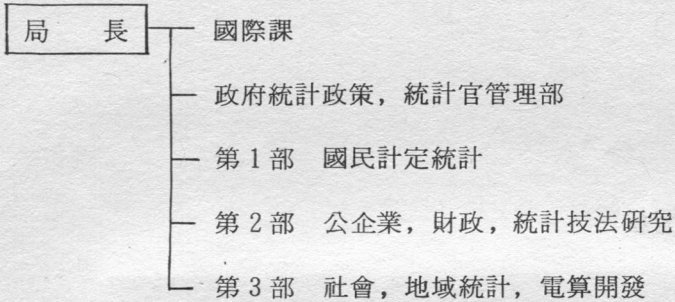 局 長
國際課
政府統計政策, 統計官管理部
第1部 國民計定統計
第2部 公企業, 財政, 統計技法硏究
第3部 社會, 地域統計, 電算開發